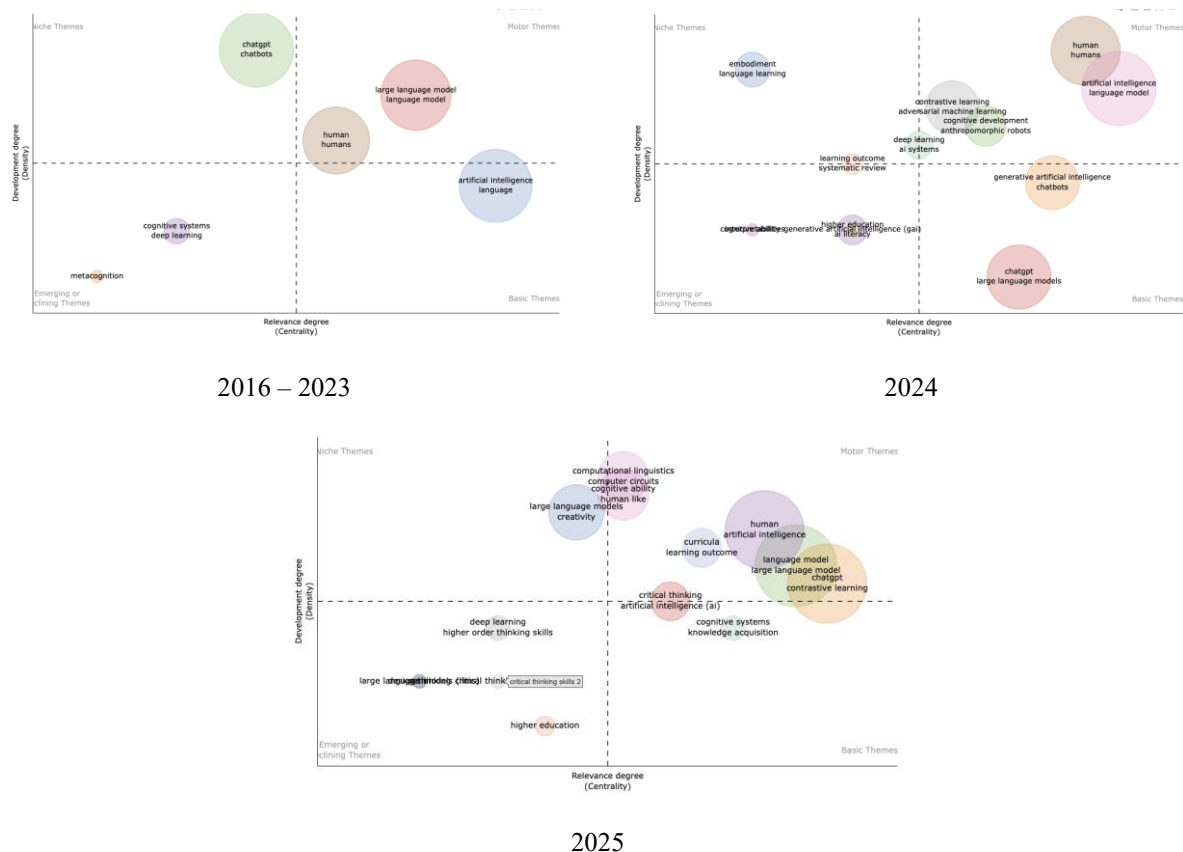 Niche Themes
Motor Themes
chatgpt
chatbots
large language model
language model
human
humans
artificial intelligence
language
cognitive systems
deep learning
metacognition
Emerging or
clining Themes
Basic Themes
Development degree
(Density)
Relevance degree
(Centrality)
2016 – 2023
Niche Themes
Motor Themes
human
humans
embodiment
language learning
artificial intelligence
language model
contrastive learning
adversarial machine learning
cognitive development
anthropomorphic robots
deep learning
ai systems
learning outcome
systematic review
generative artificial intelligence
chatbots
higher education
generative artificial intelligence (gai)
ai literacy
chatgpt
large language models
Emerging or
clining Themes
Basic Themes
Development degree
(Density)
Relevance degree
(Centrality)
2024
Niche Themes
Motor Themes
computational linguistics
computer circuits
cognitive ability
human like
large language models
creativity
human
artificial intelligence
curricula
learning outcome
language model
large language model
chatgpt
contrastive learning
critical thinking
artificial intelligence (ai)
cognitive systems
knowledge acquisition
deep learning
higher order thinking skills
critical thinking skills 2
higher education
Emerging or
clining Themes
Basic Themes
Development degree
(Density)
Relevance degree
(Centrality)
2025